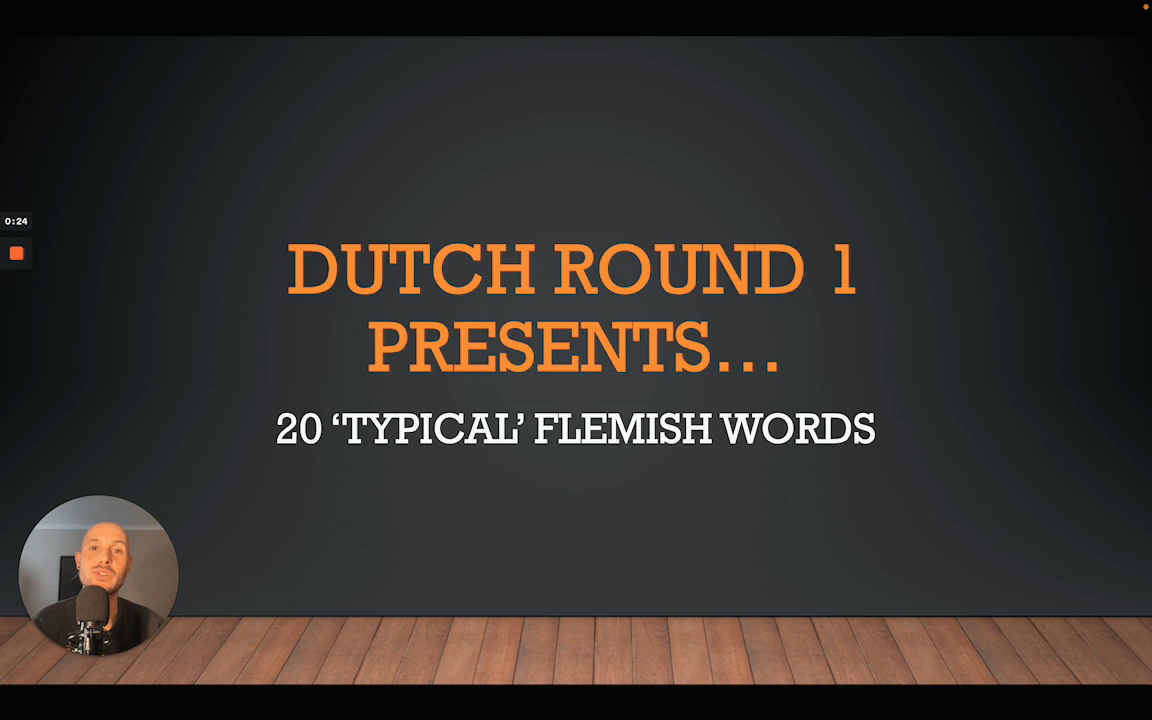 0:24
DUTCH ROUND 1
PRESENTS...
20 ‘TYPICAL’ FLEMISH WORDS